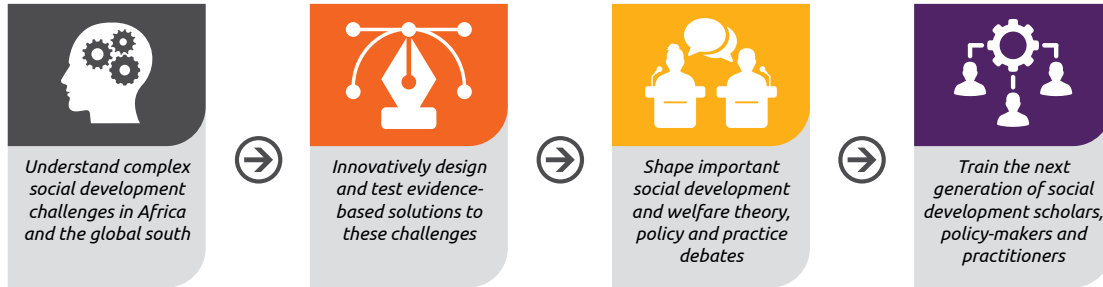 Understand complex
social development
challenges in Africa
and the global south
Innovatively design
and test evidence-
based solutions to
these challenges
Shape important
social development
and welfare theory,
policy and practice
debates
Train the next
generation of social
development scholars,
policy-makers and
practitioners